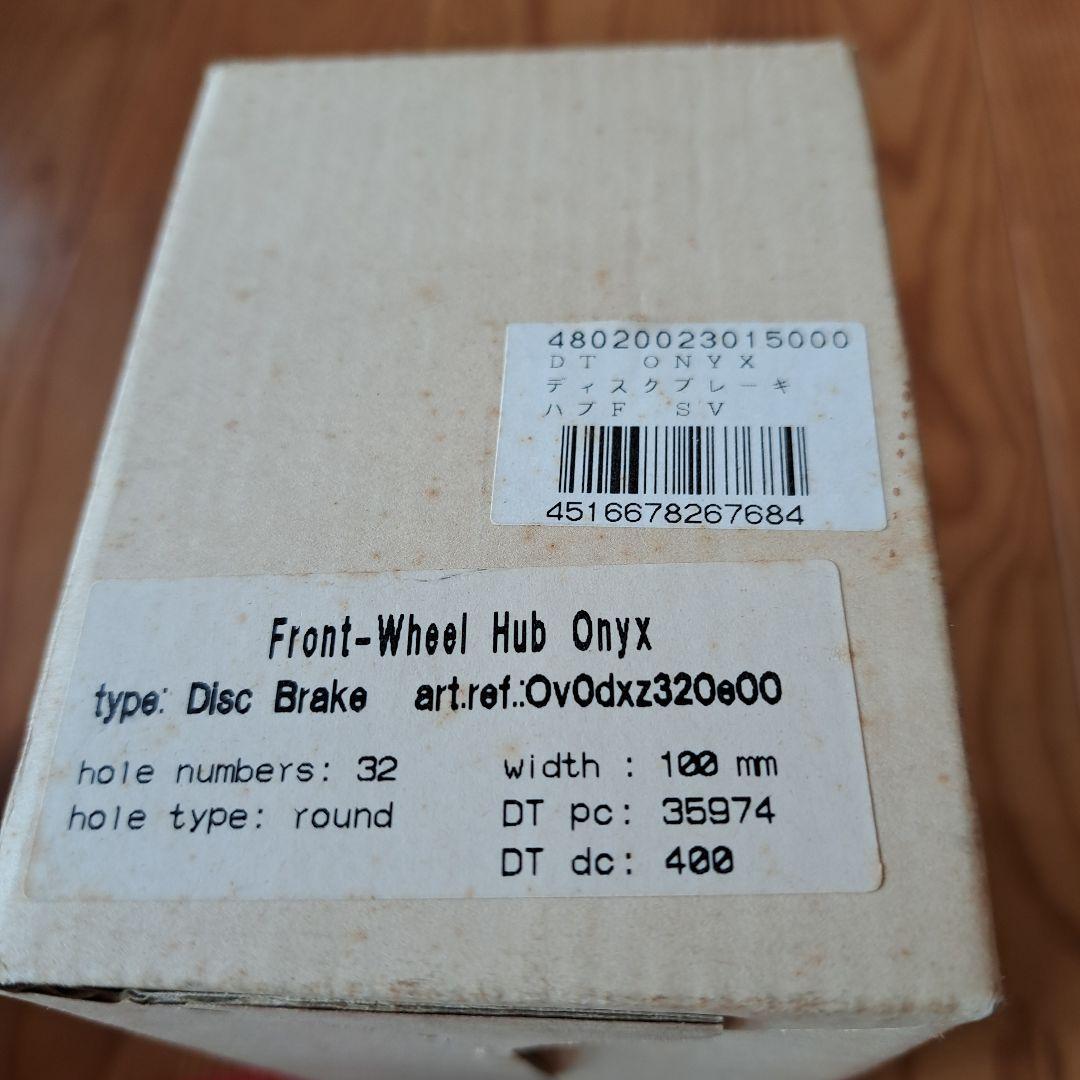 48020023015000
DT ONYX
ディスクブレーキ
ハブF SV
4516678267684
Front-Wheel Hub Onyx
type: Disc Brake art.ref.:Ov0dxz320e00
hole numbers: 32 width : 100 mm
hole type: round DT pc: 35974
DT dc: 400